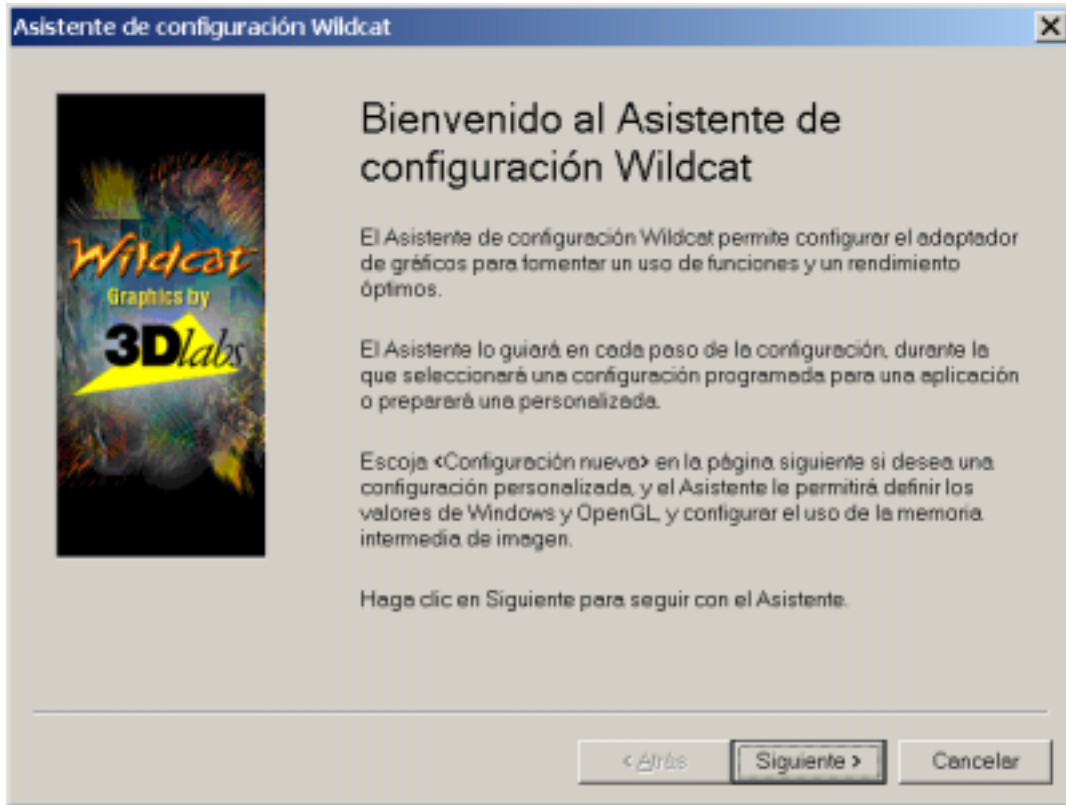 Asistente de configuración Wildcat
Wildcat
Graphics by
3Dlabs
Bienvenido al Asistente de
configuración Wildcat
El Asistente de configuración Wildcat permite configurar el adaptador
de gráficos para fomentar un uso de funciones y un rendimiento
óptimos.
El Asistente lo guiará en cada paso de la configuración, durante la
que seleccionará una configuración programada para una aplicación
o preparará una personalizada.
Escoja <Configuración nueva> en la página siguiente si desea una
configuración personalizada, y el Asistente le permitirá definir los
valores de Windows y OpenGL, y configurar el uso de la memoria
intermedia de imagen.
Haga clic en Siguiente para seguir con el Asistente.
< Atrás Siguiente > Cancelar